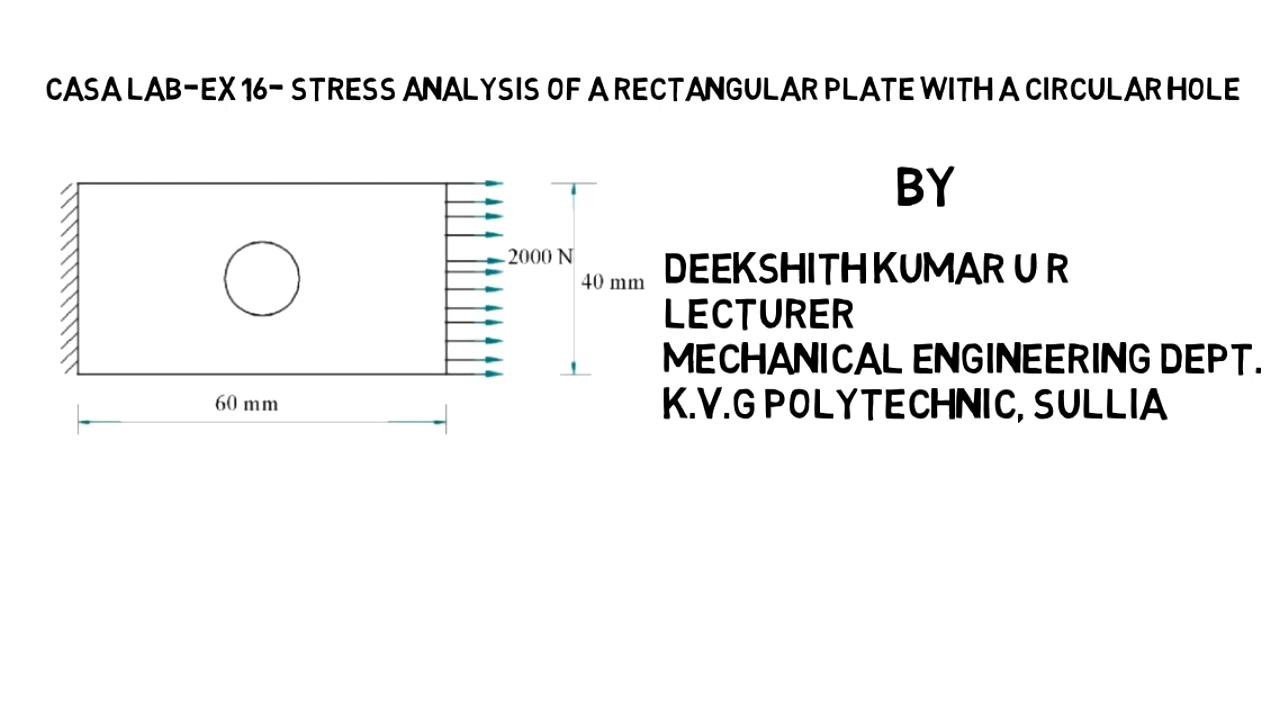 CASA LAB-EX 16- STRESS ANALYSIS OF A RECTANGULAR PLATE WITH A CIRCULAR HOLE
BY
2000 N
40 mm
60 mm
DEEKSHITH KUMAR U R
LECTURER
MECHANICAL ENGINEERING DEPT.
K.V.G POLYTECHNIC, SULLIA